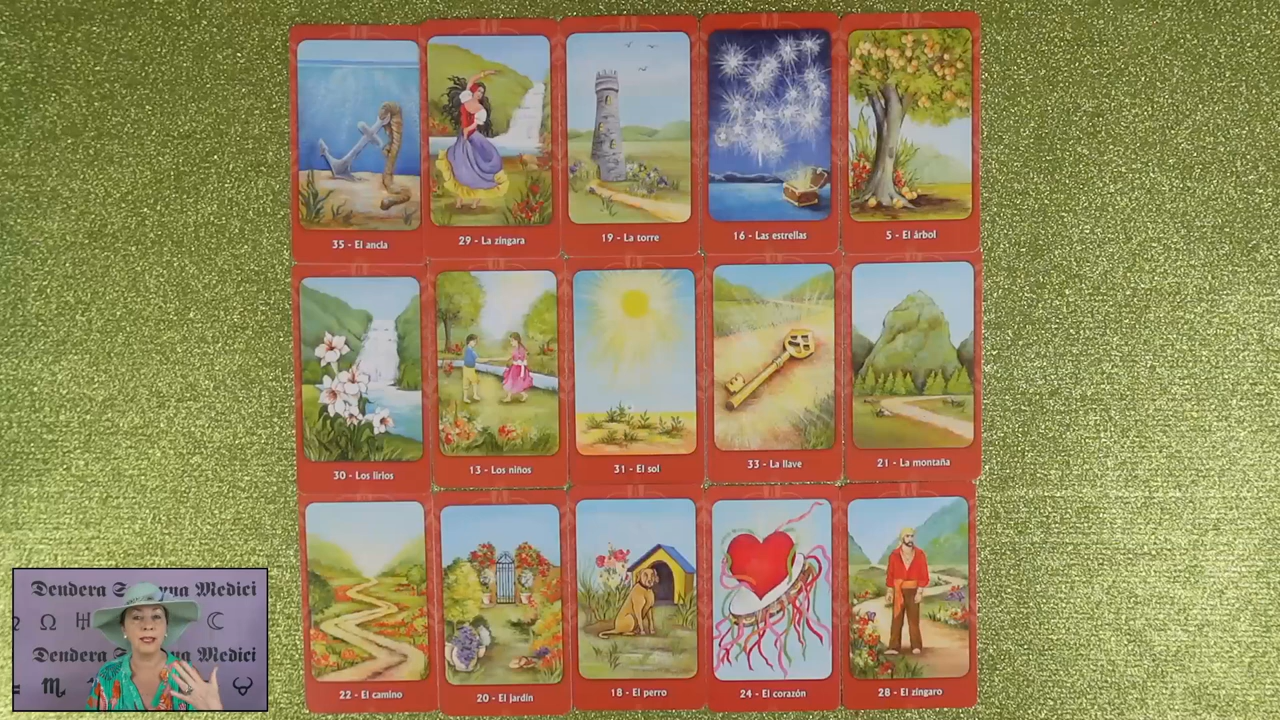 35 - El ancla
29 - La zíngara
19 - La torre
16 - Las estrellas
5 - El árbol
30 - Los lirios
13 - Los niños
31 - El sol
33 - La llave
21 - La montaña
22 - El camino
20 - El jardín
18 - El perro
24 - El corazón
28 - El zíngaro
Dendera Medici
Dendera Medici